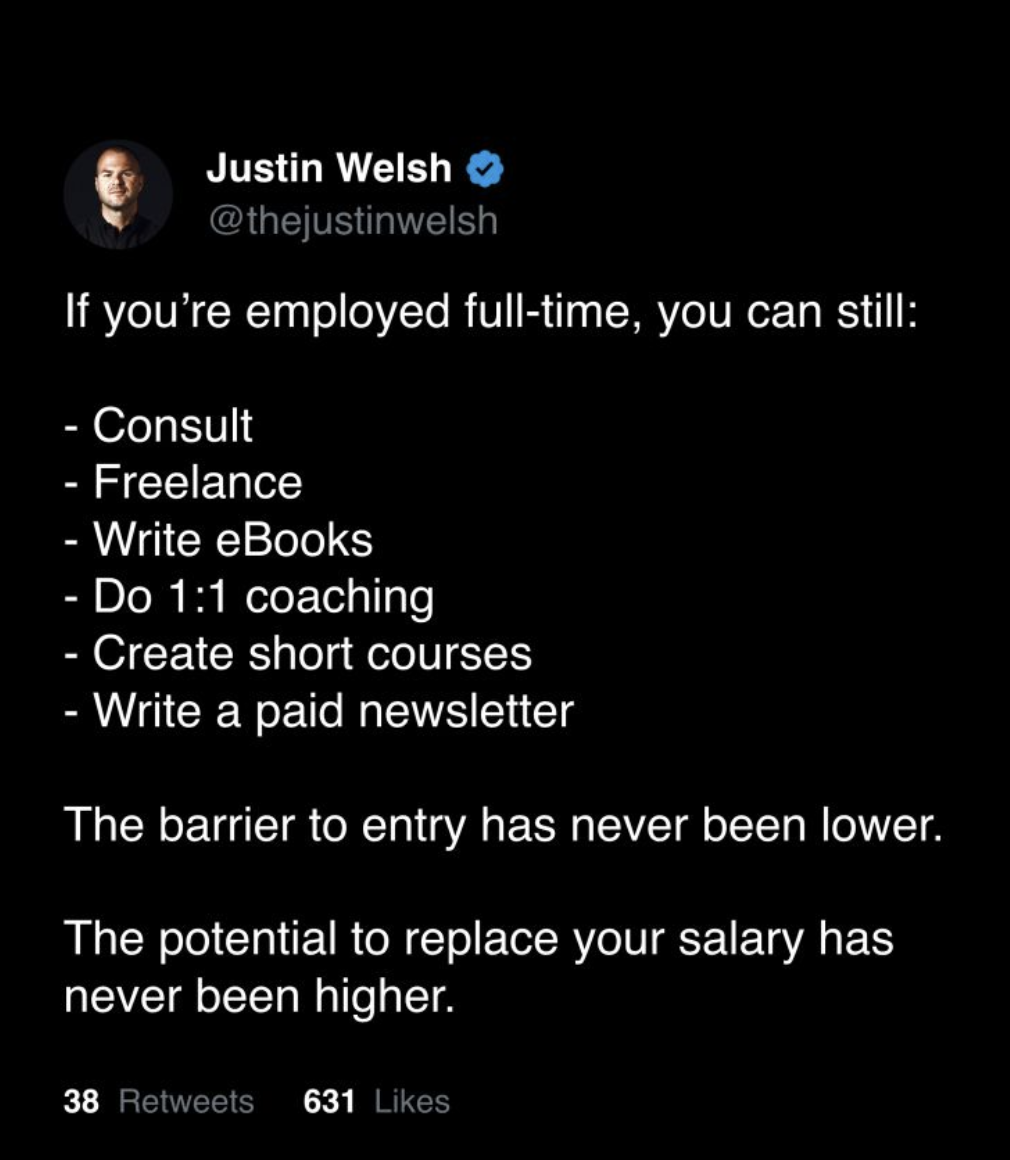 Justin Welsh
@thejustinwelsh
If you’re employed full-time, you can still:
- Consult
- Freelance
- Write eBooks
- Do 1:1 coaching
- Create short courses
- Write a paid newsletter
The barrier to entry has never been lower.
The potential to replace your salary has
never been higher.
38 Retweets 631 Likes